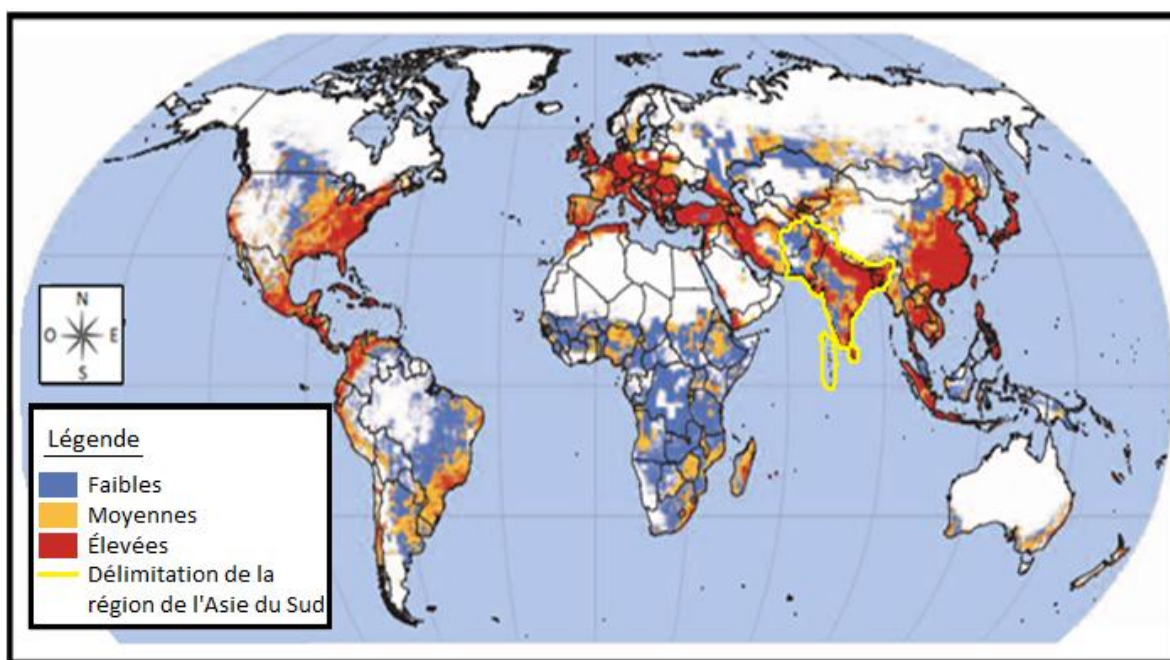 N
O E
S
Légende
Faibles
Moyennes
Élevées
Délimitation de la
région de l'Asie du Sud